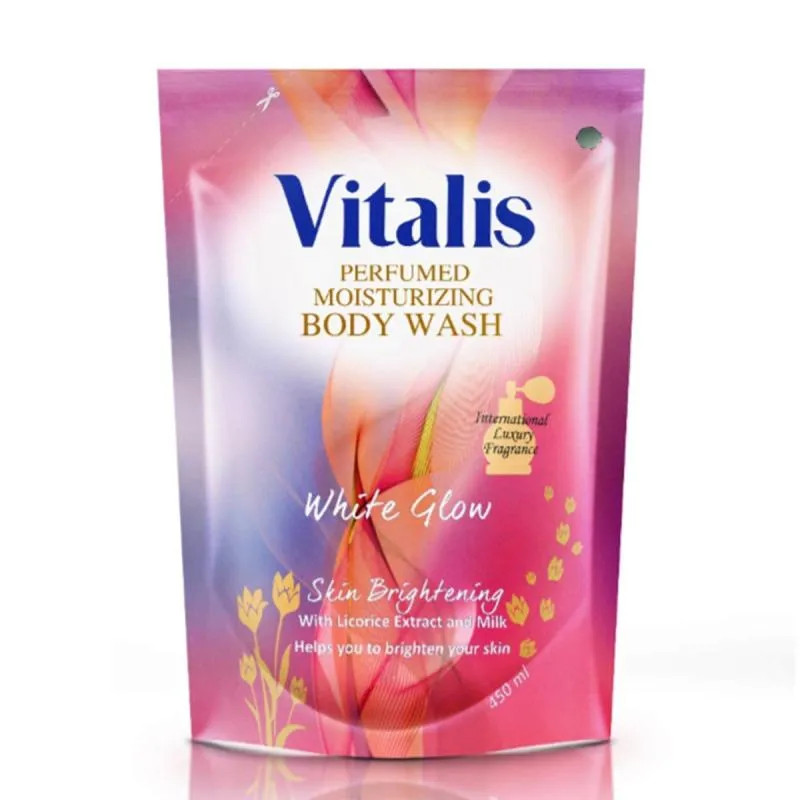 Vitalis
PERFUMED
MOISTURIZING
BODY WASH
International
Luxury
Fragrance
White Glow
Skin Brightening
With Licorice Extract and Milk
Helps you to brighten your skin
450 ml